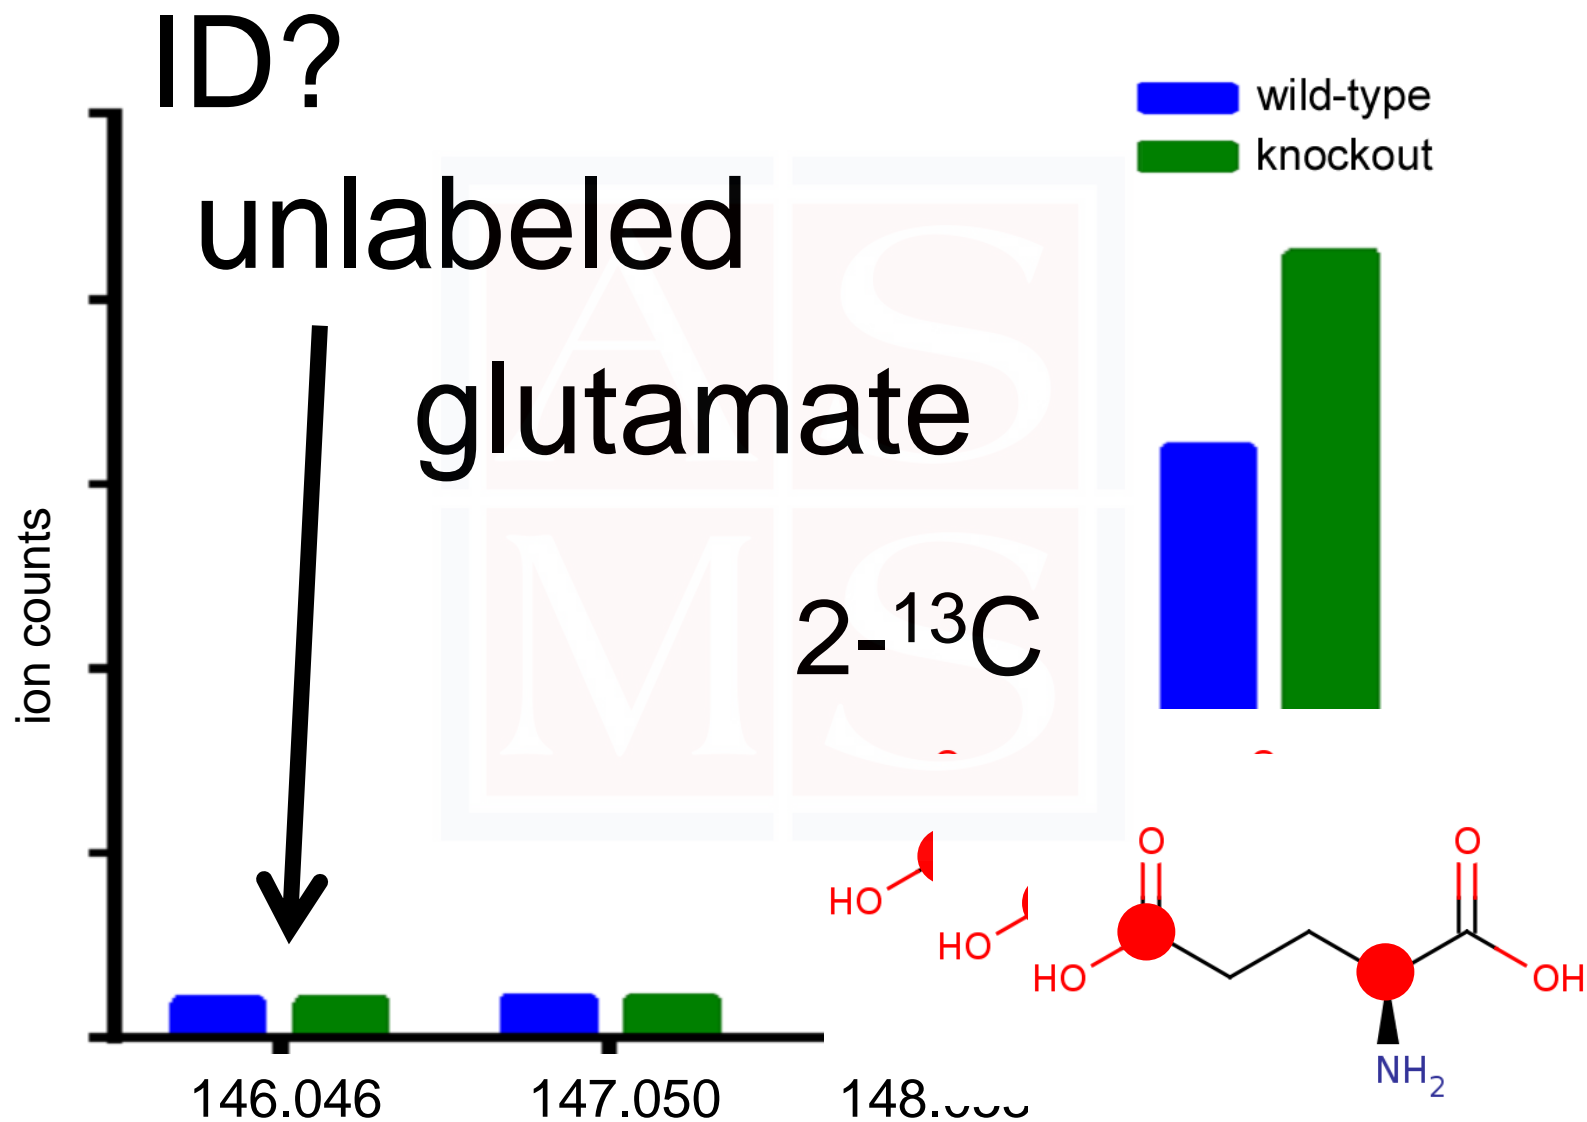 ID?
wild-type
knockout
unlabeled
glutamate
2-¹³C
ion counts
O
O
HO
HO
HO
OH
NH₂
146.046
147.050
148.
A S
M S